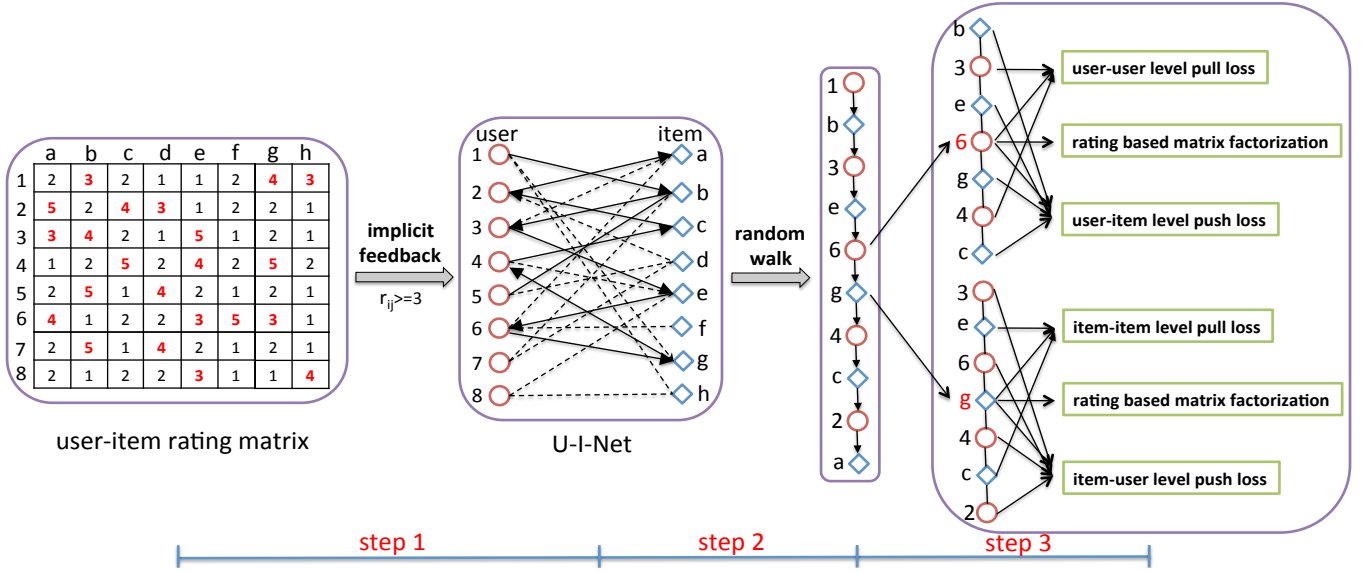 a b c d e f g h
1 2 3 2 1 1 2 4 3
2 5 2 4 3 1 2 2 1
3 3 4 2 1 5 1 2 1
4 1 2 5 2 4 2 5 2
5 2 5 1 4 2 1 2 1
6 4 1 2 2 3 5 3 1
7 2 5 1 4 2 1 2 1
8 2 1 2 2 3 1 1 4
user-item rating matrix
implicit
feedback
rij>=3
user item
1 a
2 b
3 c
4 d
5 e
6 f
7 g
8 h
U-I-Net
random
walk
1
b
3
e
6
g
4
c
2
a
b
3
e
6
g
4
c
user-user level pull loss
rating based matrix factorization
user-item level push loss
3
e
6
g
4
c
2
item-item level pull loss
rating based matrix factorization
item-user level push loss
step 1 step 2 step 3